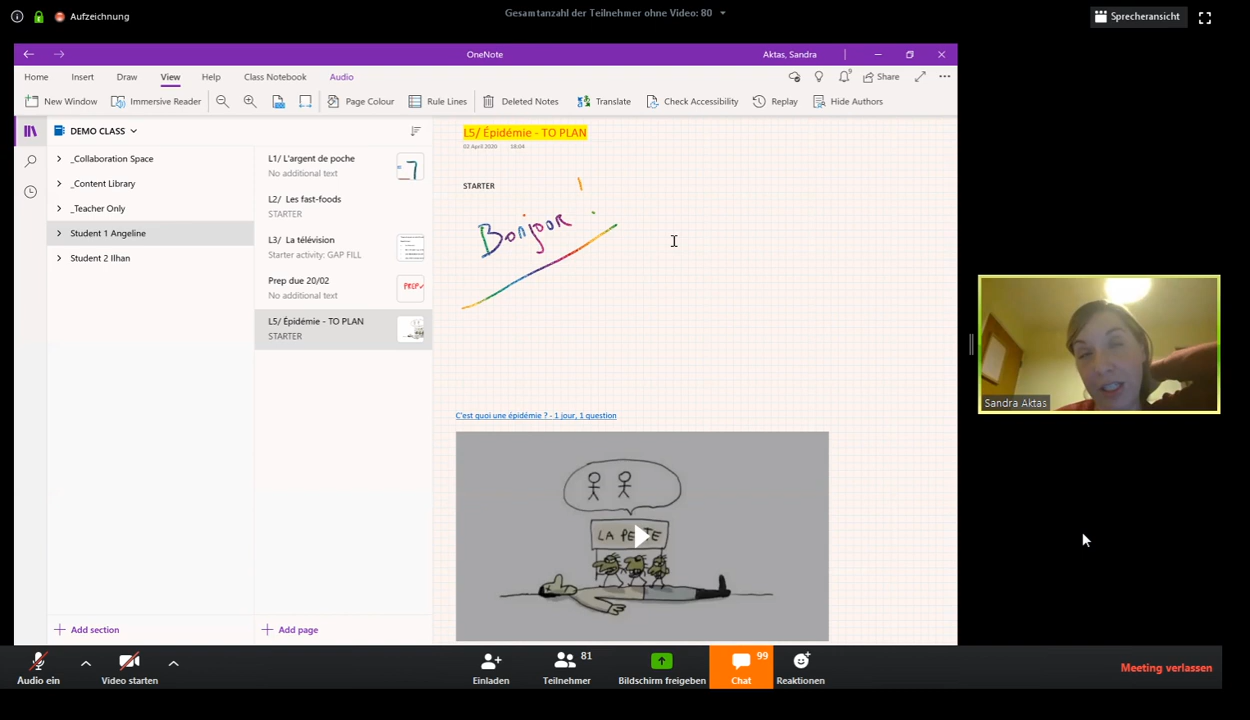 Aufzeichnung
Gesamtanzahl der Teilnehmer ohne Video: 80
Sprecheransicht
OneNote
Aktas, Sandra
Home Insert Draw View Help Class Notebook Audio
9
Share
New Window Immersive Reader Page Colour Rule Lines Deleted Notes Translate Check Accessibility Replay Hide Authors
DEMO CLASS
_Collaboration Space
_Content Library
_Teacher Only
Student 1 Angeline
Student 2 Ilhan
Add section
L1/ L'argent de poche
No additional text
L2/ Les fast-foods
STARTER
L3/ La télévision
Starter activity: GAP FILL
Prep due 20/02
No additional text
PREP
L5/ Épidémie - TO PLAN
STARTER
Add page
L5/ Épidémie - TO PLAN
02 April 2020 18:04
STARTER
Bonjour !
C'est quoi une épidémie ? - 1 jour, 1 question
LA PESTE
Sandra Aktas
Audio ein
Video starten
Einladen
81
Teilnehmer
Bildschirm freigeben
99
Chat
Reaktionen
Meeting verlassen